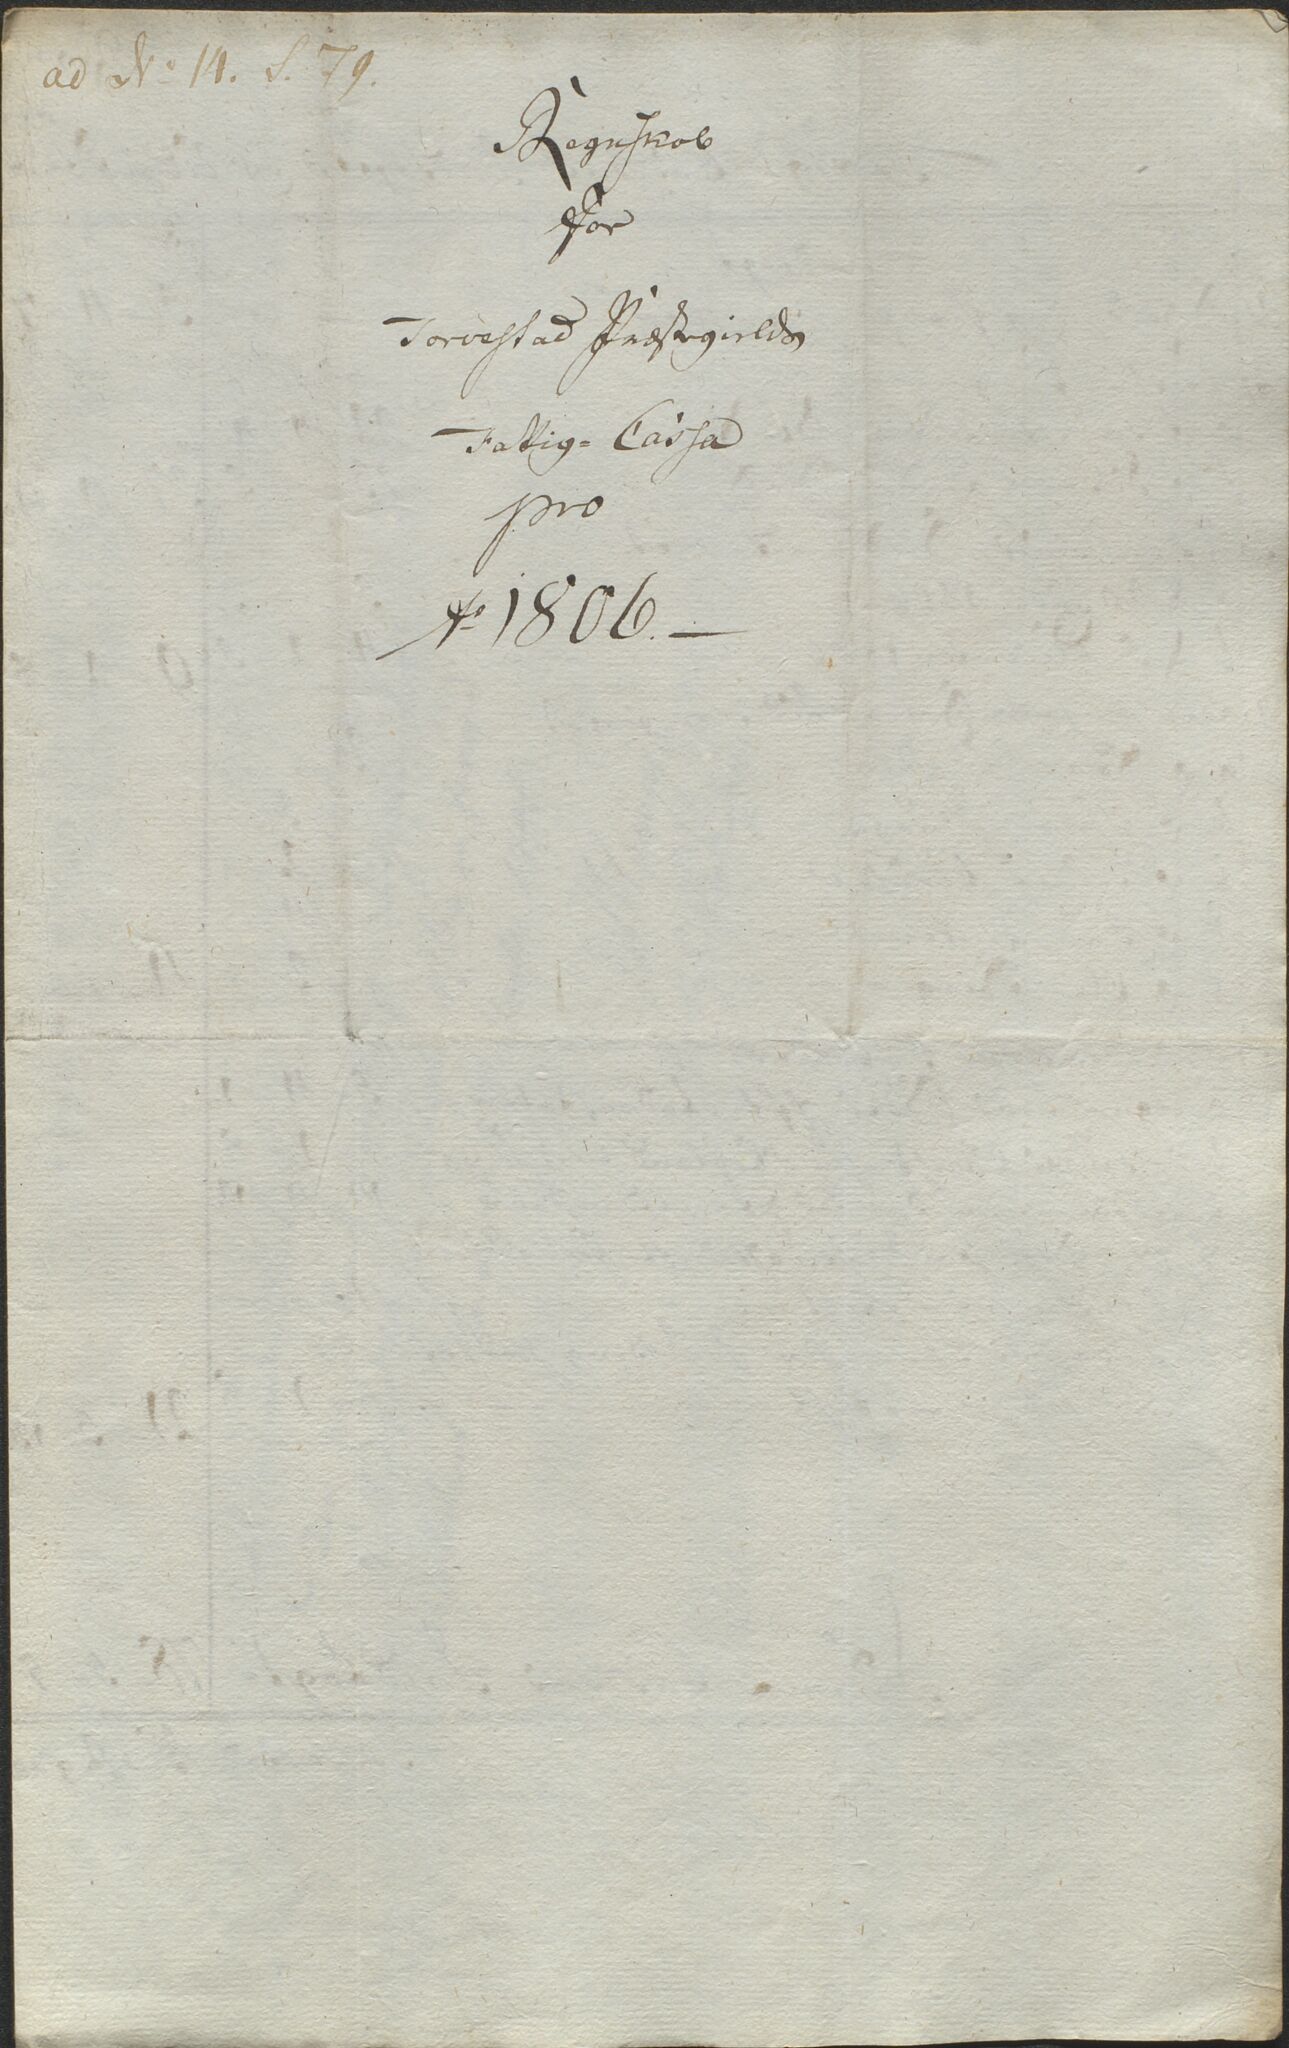 ad No 14. S. 79.
Regnskab
for
Torvestad Præstegields
Fattig= Cassa
pro
Ao 1806. —